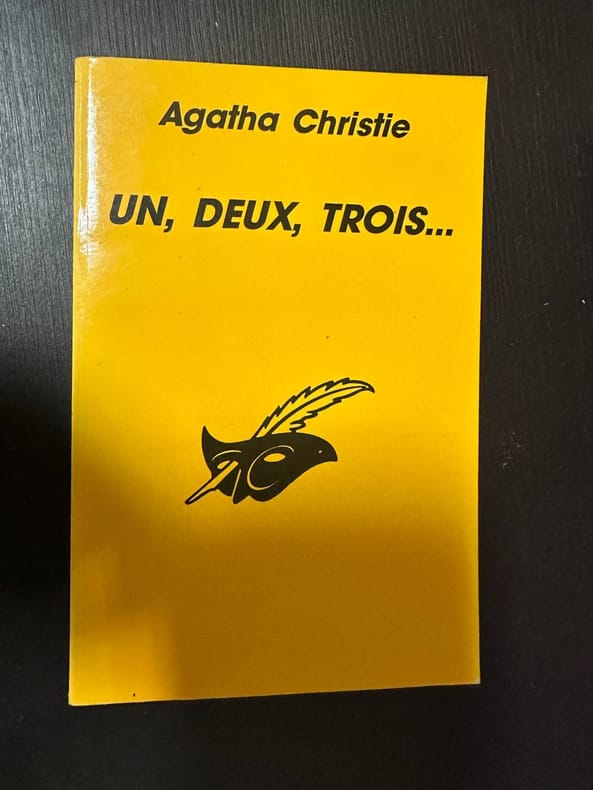 Agatha Christie
UN, DEUX, TROIS...